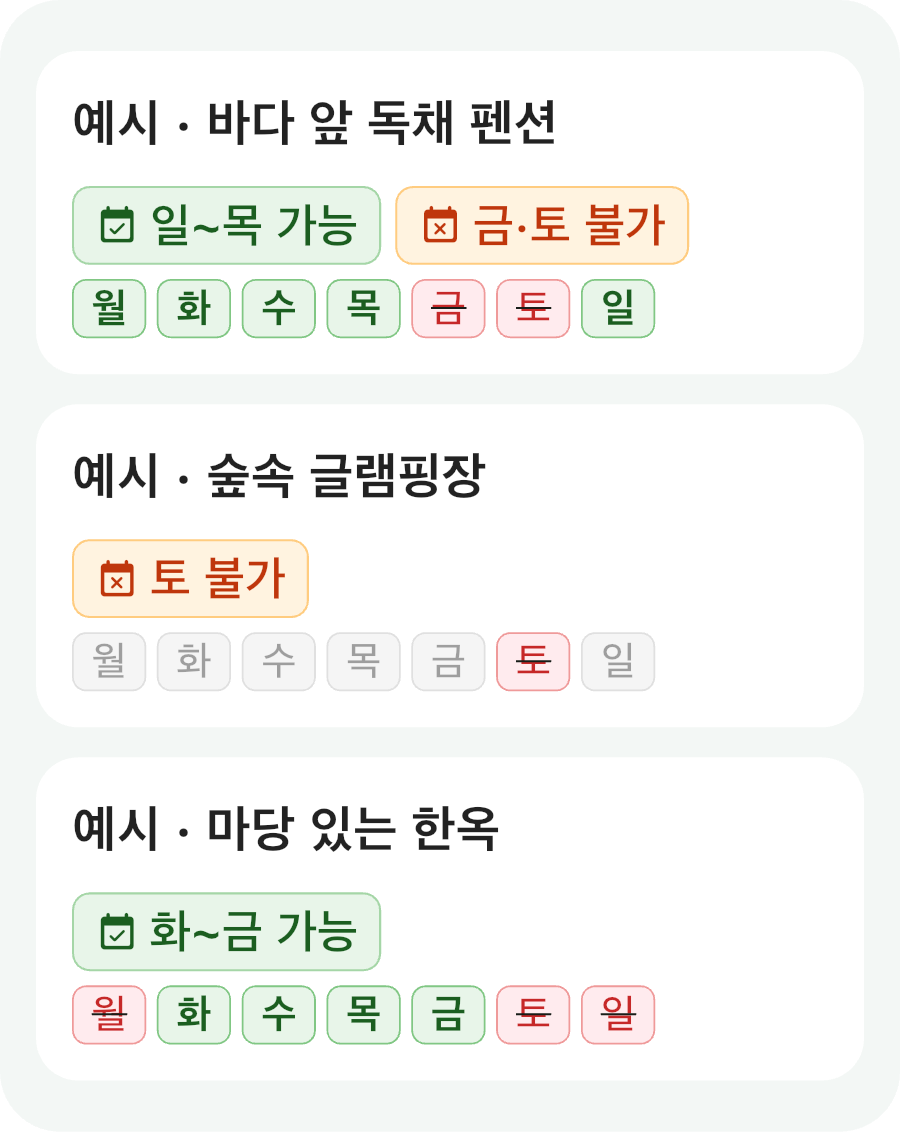 예시 · 바다 앞 독채 펜션
일~목 가능 금·토 불가
월 화 수 목 금 토 일
예시 · 숲속 글램핑장
토 불가
월 화 수 목 금 토 일
예시 · 마당 있는 한옥
화~금 가능
월 화 수 목 금 토 일